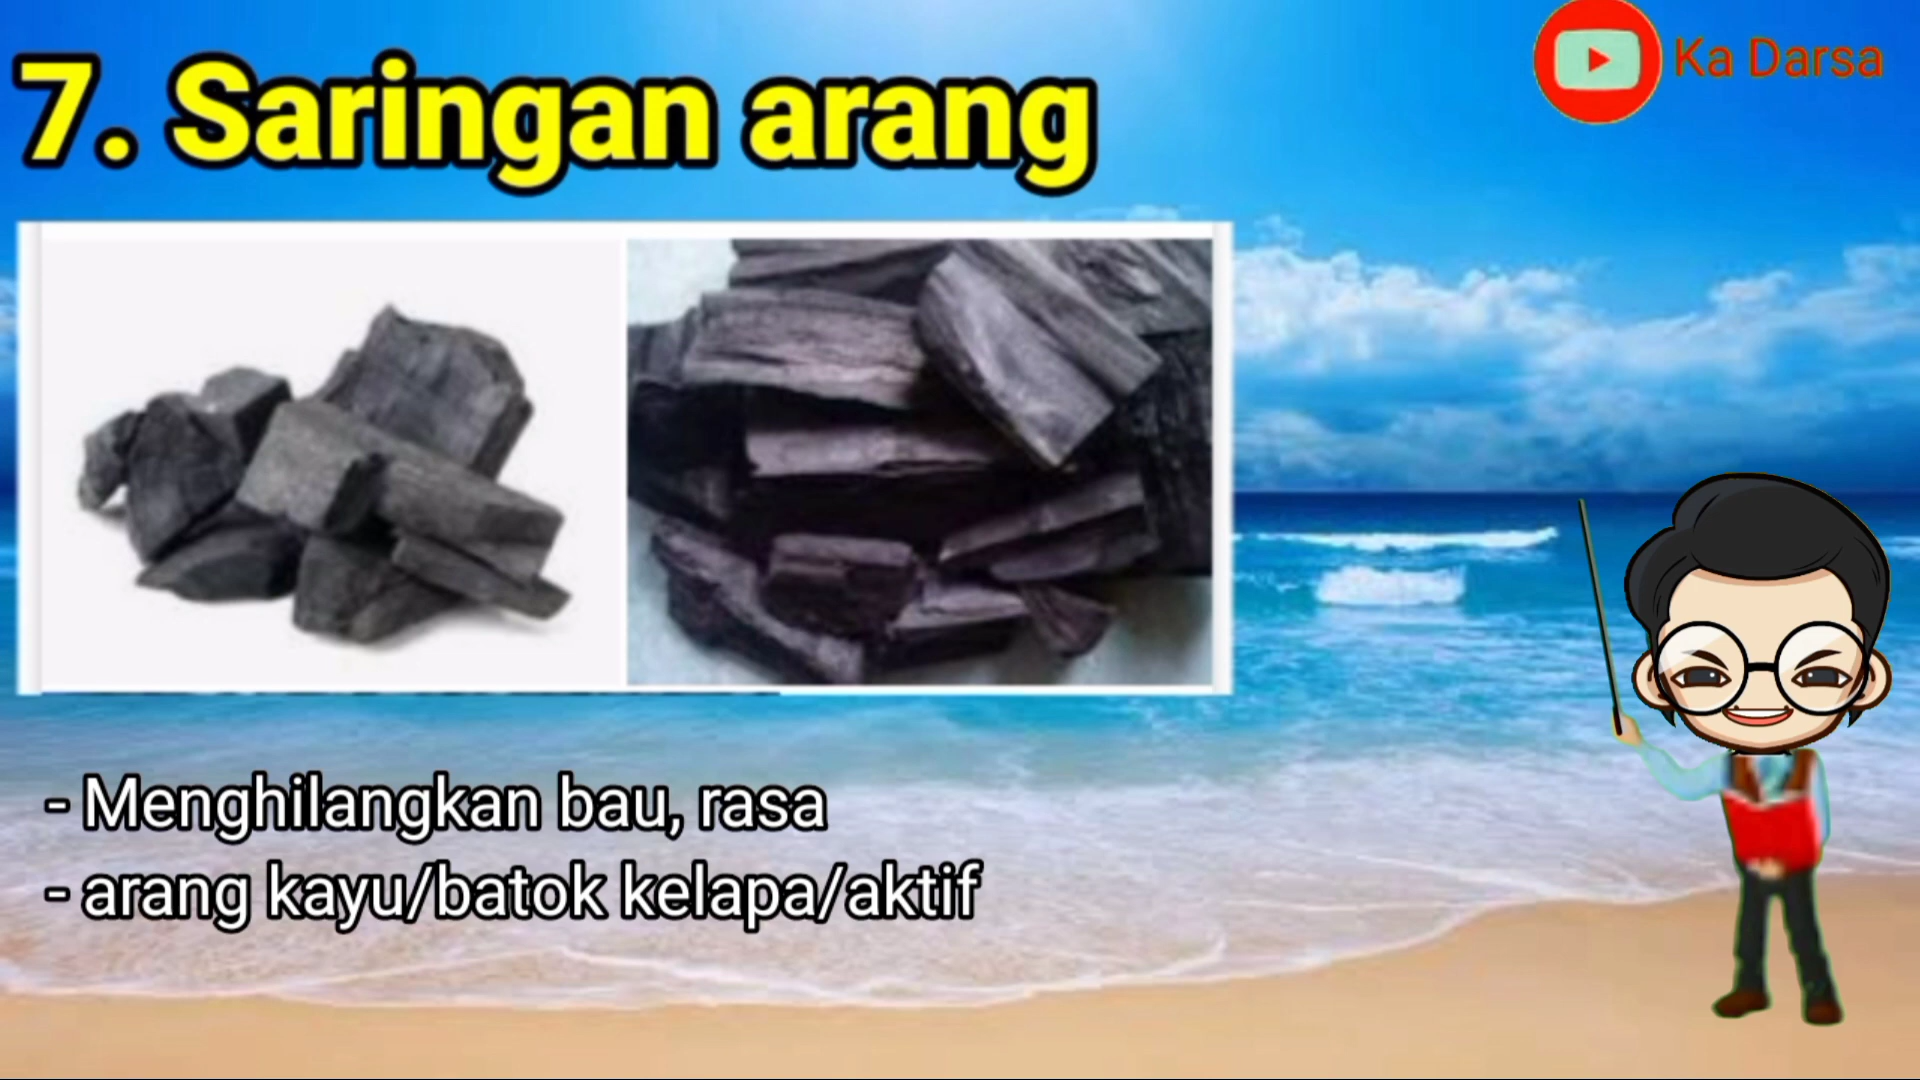 Ka Darsa
7. Saringan arang
- Menghilangkan bau, rasa
- arang kayu/batok kelapa/aktif